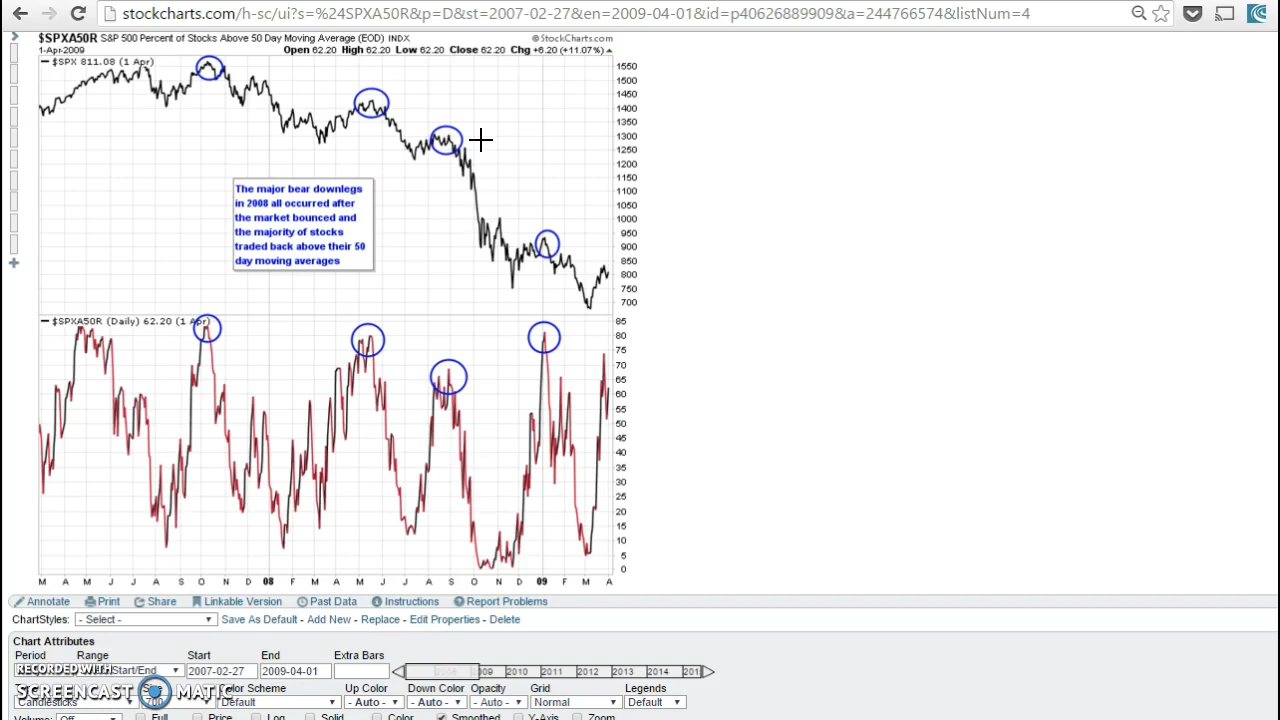 stockcharts.com/h-sc/ui?s=%24SPXA50R&p=D&st=2007-02-27&en=2009-04-01&id=p40626889909&a=244766574&listNum=4
$SPXA50R S&P 500 Percent of Stocks Above 50 Day Moving Average (EOD) INDX
© StockCharts.com
1-Apr-2009
Open 62.20 High 62.20 Low 62.20 Close 62.20 Chg +6.20 (+11.07%)
$SPX 811.08 (1 Apr)
1550
1500
1450
1400
1350
1300
1250
1200
1150
1100
1050
1000
950
900
850
800
750
700
The major bear downlegs
in 2008 all occurred after
the market bounced and
the majority of stocks
traded back above their 50
day moving averages
$SPXA50R (Daily) 62.20 (1 Apr)
85
80
75
70
65
60
55
50
45
40
35
30
25
20
15
10
5
0
M A M J J A S O N D 08 F M A M J J A S O N D 09 F M A
Annotate Print Share Linkable Version Past Data Instructions Report Problems
ChartStyles: - Select - Save As Default - Add New - Replace - Edit Properties - Delete
Chart Attributes
Period Range Start End Extra Bars
Start/End 2007-02-27 2009-04-01 2008 2009 2010 2011 2012 2013 2014 201
RECORDED WITH
SCREENCAST MATIC
Color Scheme Up Color Down Color Opacity Grid Legends
Candlesticks 700 Default - Auto - - Auto - - Auto - Normal Default
Volume: Off Full Price Log Solid Color Smoothed Y-Axis Zoom